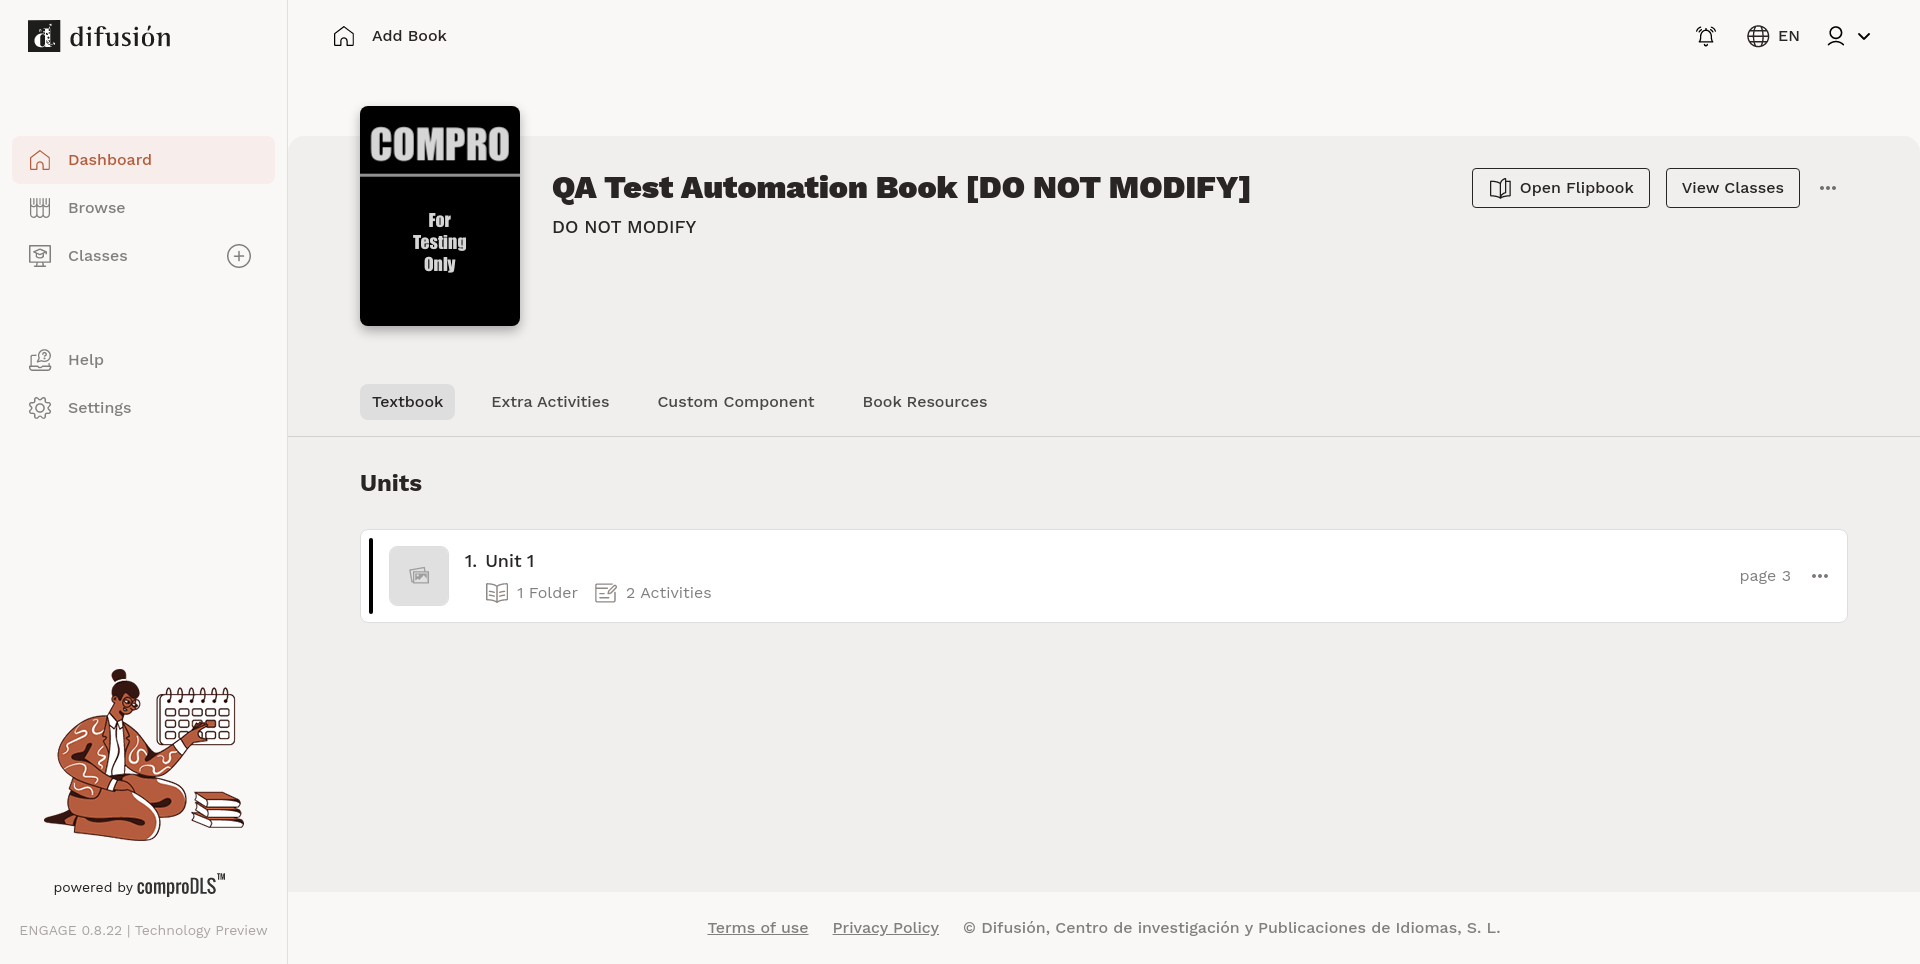 difusión
Add Book
EN
Dashboard
Browse
Classes
Help
Settings
powered by comproDLS™
ENGAGE 0.8.22 | Technology Preview
COMPRO
For
Testing
Only
QA Test Automation Book [DO NOT MODIFY]
DO NOT MODIFY
Open Flipbook
View Classes
Textbook
Extra Activities
Custom Component
Book Resources
Units
1. Unit 1
1 Folder
2 Activities
page 3
Terms of use
Privacy Policy
© Difusión, Centro de investigación y Publicaciones de Idiomas, S. L.